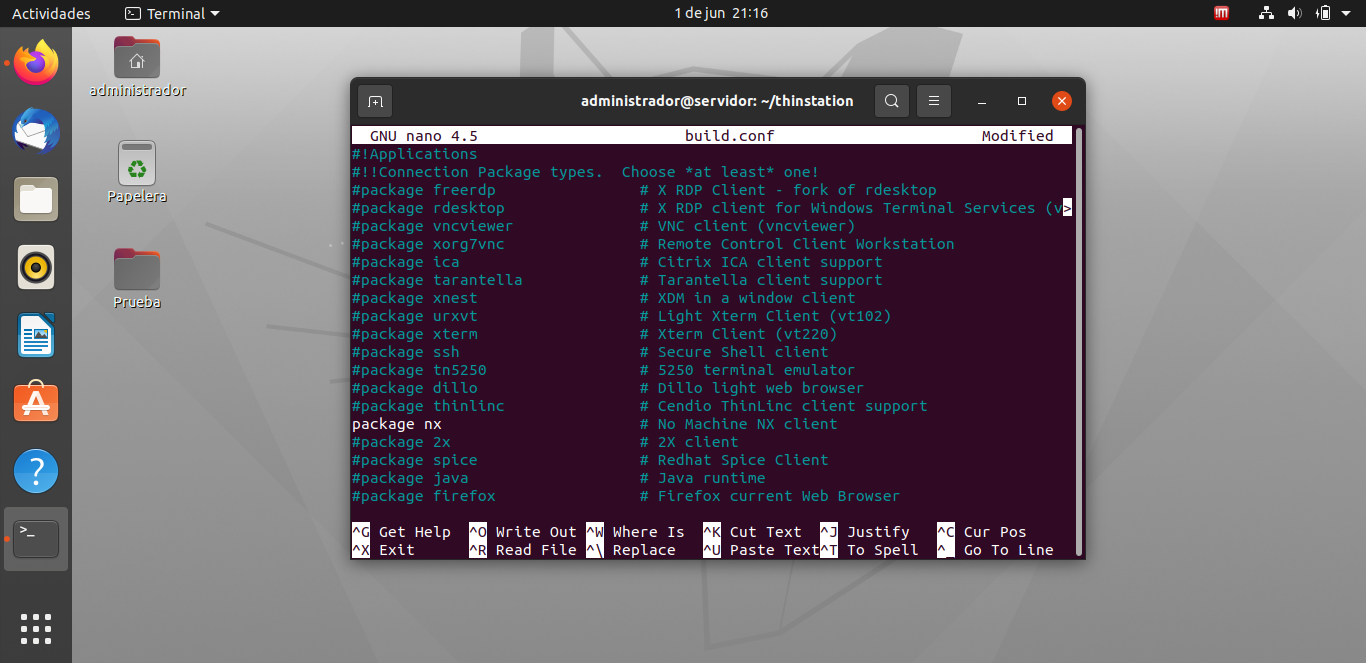 Actividades
Terminal
1 de jun 21:16
administrador
Papelera
Prueba
administrador@servidor: ~/thinstation
GNU nano 4.5 build.conf Modified
#!Applications
#!!Connection Package types. Choose *at least* one!
#package freerdp # X RDP Client - fork of rdesktop
#package rdesktop # X RDP client for Windows Terminal Services (v>
#package vncviewer # VNC client (vncviewer)
#package xorg7vnc # Remote Control Client Workstation
#package ica # Citrix ICA client support
#package tarantella # Tarantella client support
#package xnest # XDM in a window client
#package urxvt # Light Xterm Client (vt102)
#package xterm # Xterm Client (vt220)
#package ssh # Secure Shell client
#package tn5250 # 5250 terminal emulator
#package dillo # Dillo light web browser
#package thinlinc # Cendio ThinLinc client support
package nx # No Machine NX client
#package 2x # 2X client
#package spice # Redhat Spice Client
#package java # Java runtime
#package firefox # Firefox current Web Browser
^G Get Help ^O Write Out ^W Where Is ^K Cut Text ^J Justify ^C Cur Pos
^X Exit ^R Read File ^\ Replace ^U Paste Text^T To Spell ^_ Go To Line